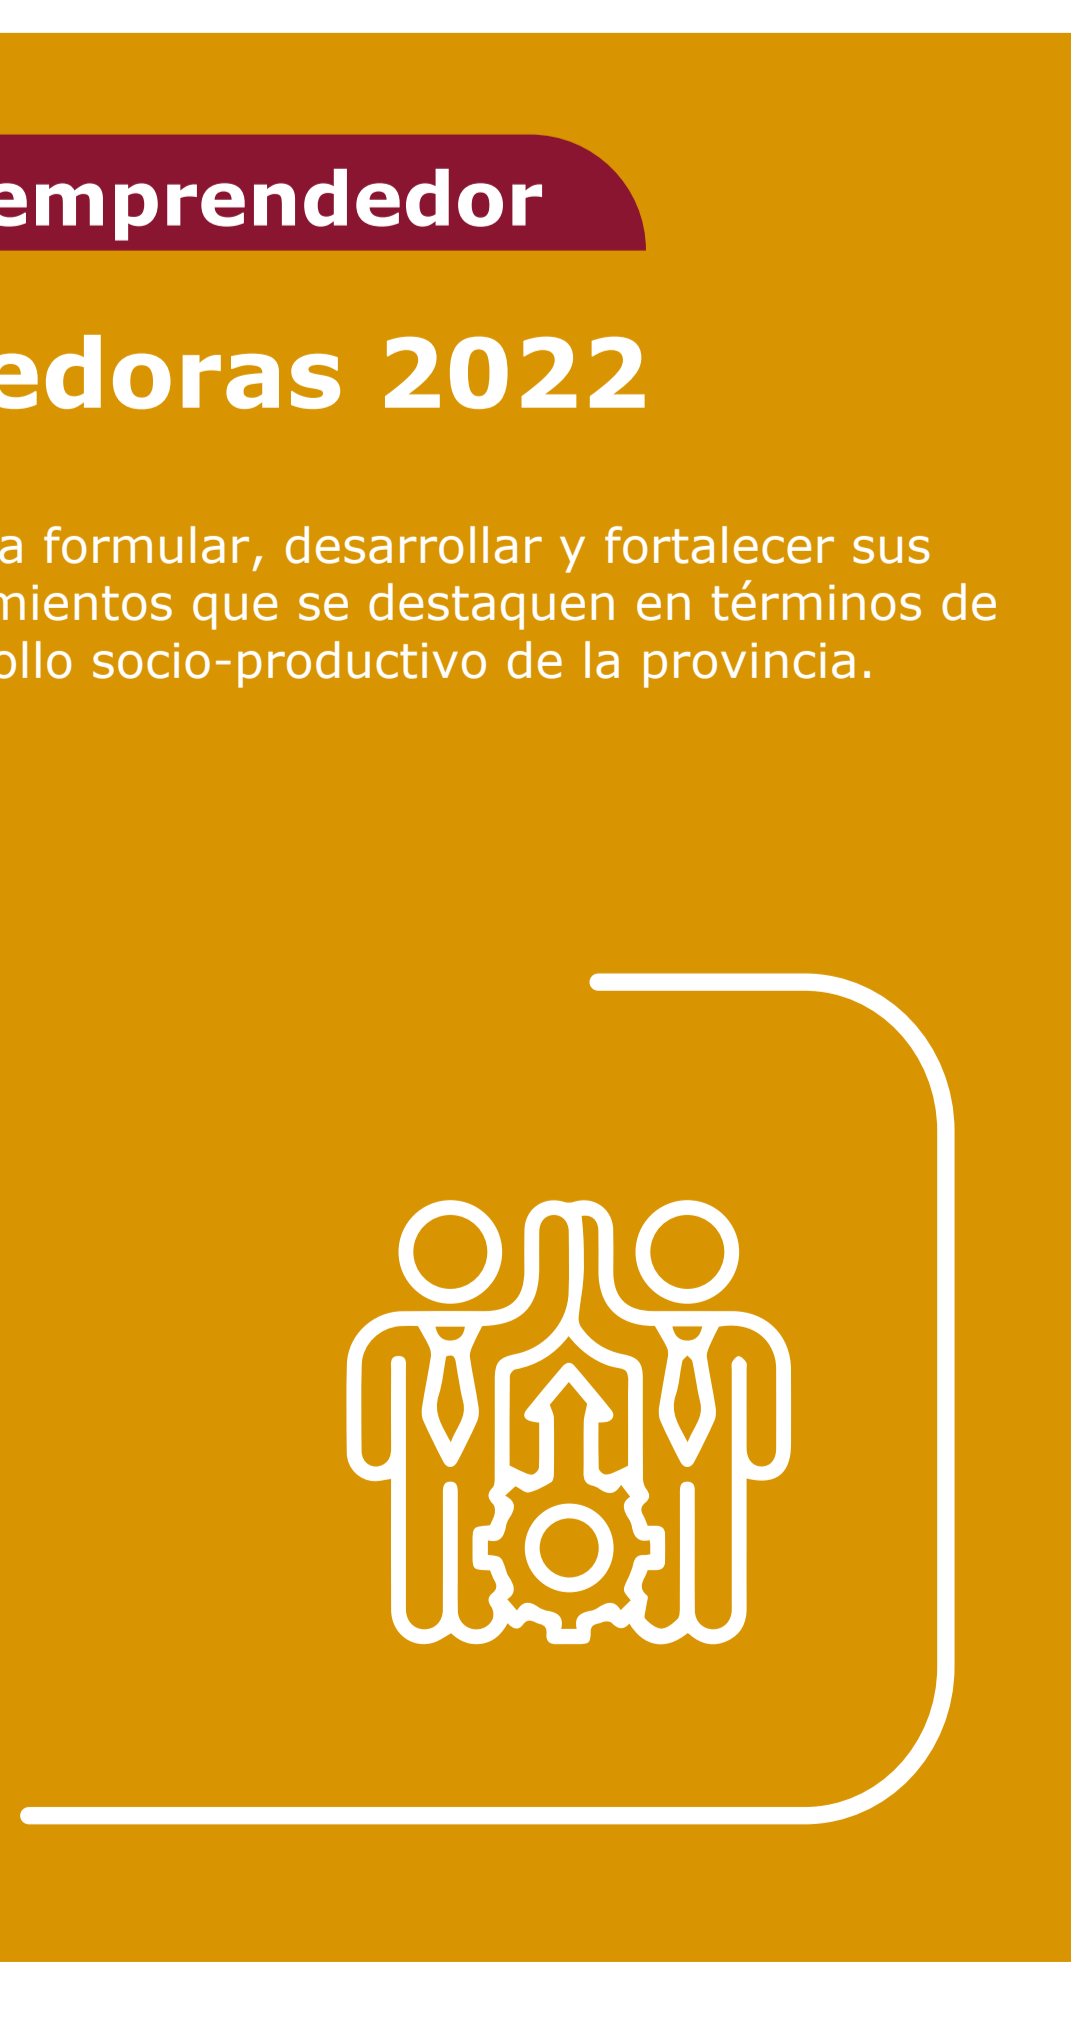 emprendedor
edoras 2022
a formular, desarrollar y fortalecer sus
mientos que se destaquen en términos de
ollo socio-productivo de la provincia.